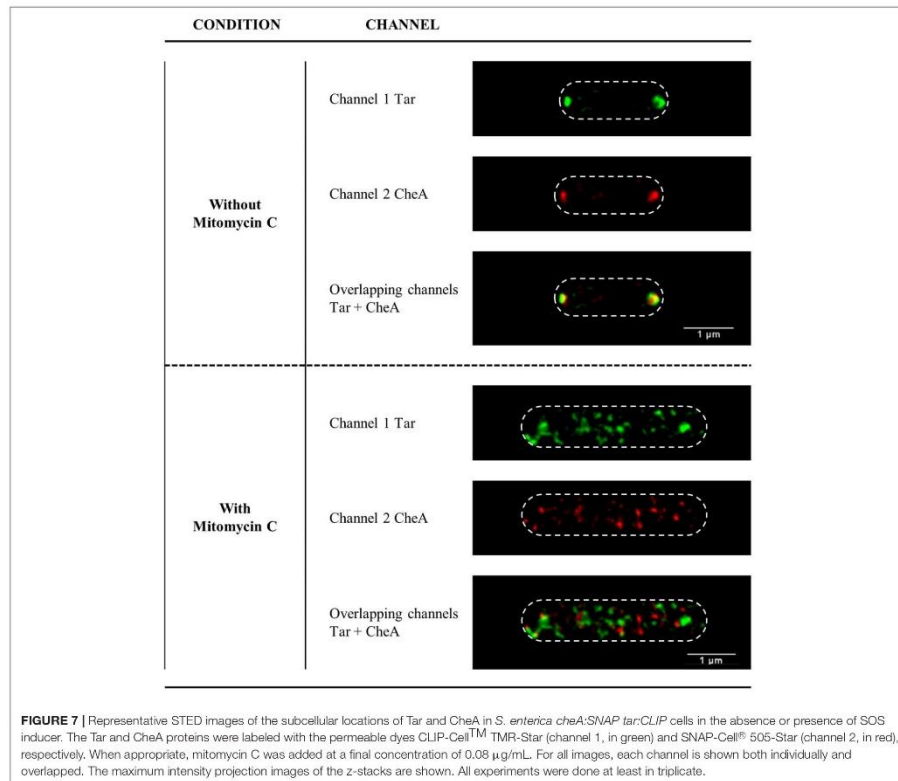 CONDITION CHANNEL
Channel 1 Tar
Channel 2 CheA
Without
Mitomycin C
Overlapping channels
Tar + CheA
1 µm
Channel 1 Tar
Channel 2 CheA
With
Mitomycin C
Overlapping channels
Tar + CheA
1 µm
FIGURE 7 | Representative STED images of the subcellular locations of Tar and CheA in S. enterica cheA:SNAP tar:CLIP cells in the absence or presence of SOS
inducer. The Tar and CheA proteins were labeled with the permeable dyes CLIP-Cell™ TMR-Star (channel 1, in green) and SNAP-Cell® 505-Star (channel 2, in red),
respectively. When appropriate, mitomycin C was added at a final concentration of 0.08 µg/mL. For all images, each channel is shown both individually and
overlapped. The maximum intensity projection images of the z-stacks are shown. All experiments were done at least in triplicate.